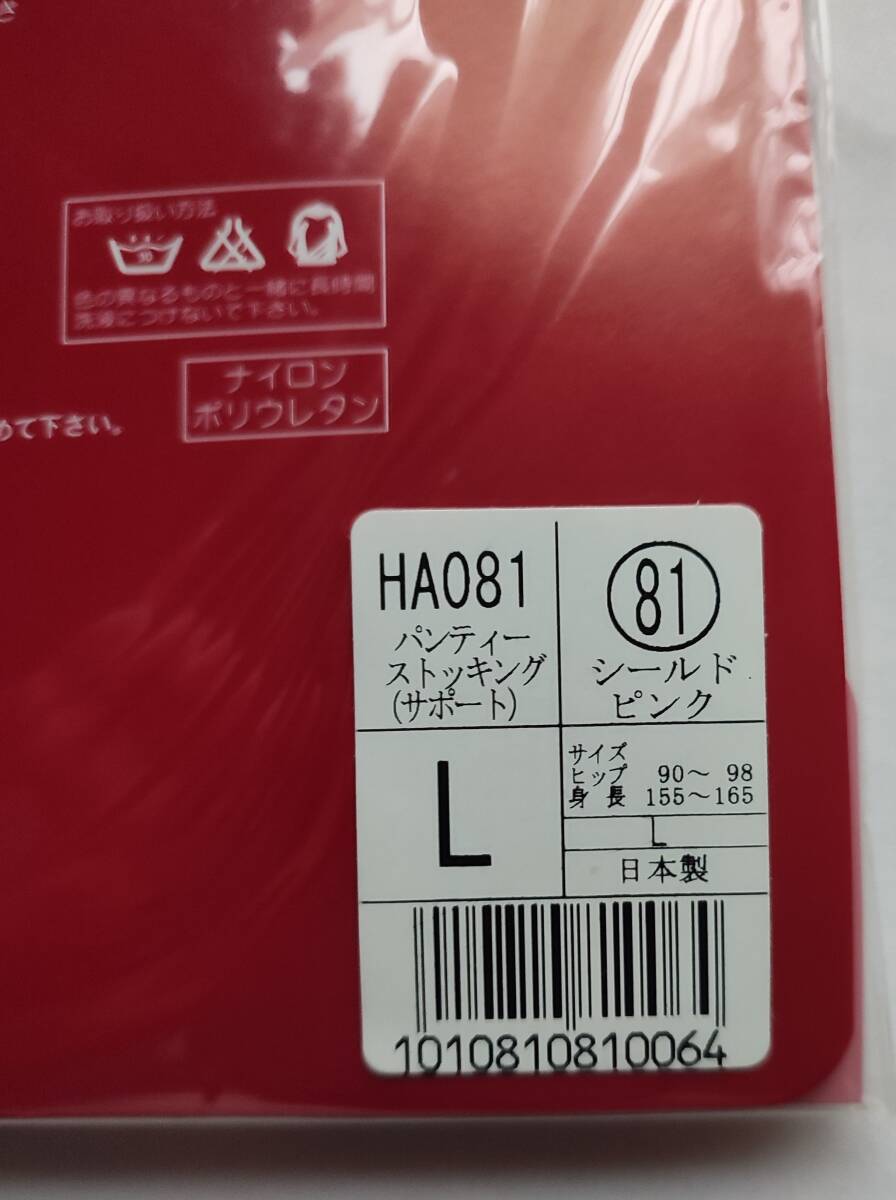 さ
お取り扱い方法
30
色の異なるものと一緒に長時間
洗液につけないで下さい。
ナイロン
ポリウレタン
めて下さい。
HA081
パンティー
ストッキング
(サポート)
81
シールド
ピンク
L
サイズ
ヒップ 90～ 98
身 長 155～165
L
日本製
1010810810064